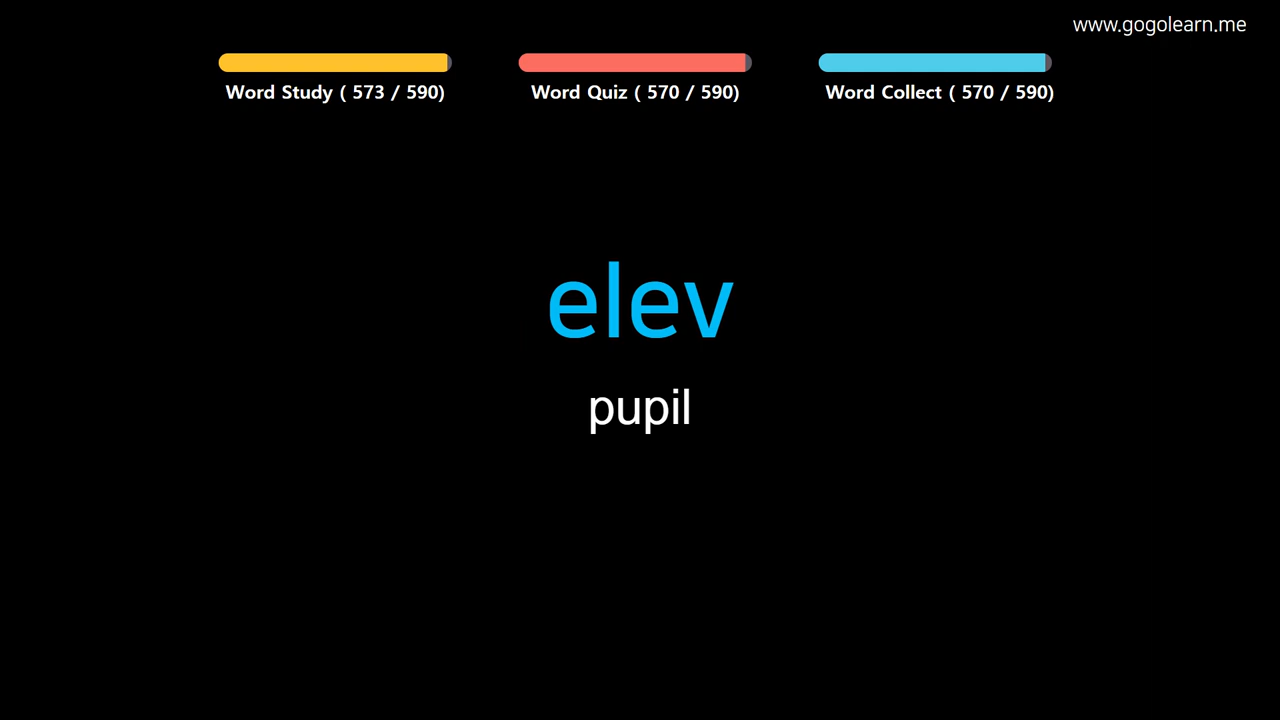 www.gogolearn.me
Word Study ( 573 / 590)
Word Quiz ( 570 / 590)
Word Collect ( 570 / 590)
elev
pupil